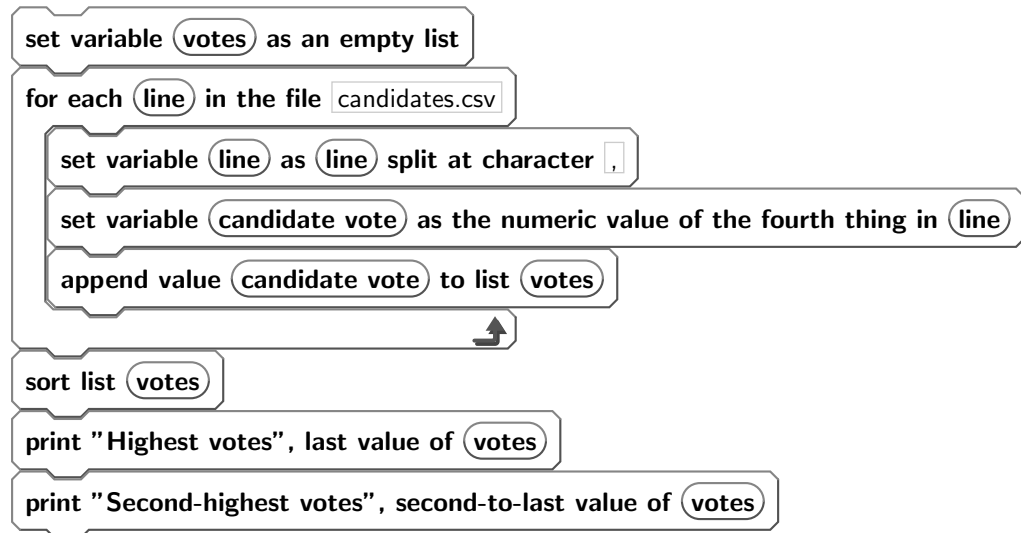 set variable votes as an empty list
for each line in the file candidates.csv
set variable line as line split at character ,
set variable candidate vote as the numeric value of the fourth thing in line
append value candidate vote to list votes
sort list votes
print ”Highest votes”, last value of votes
print ”Second-highest votes”, second-to-last value of votes